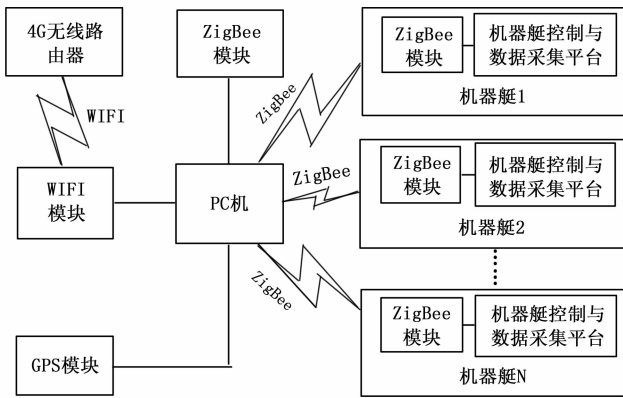 4G无线路
由器
WIFI
WIFI
模块
GPS模块
ZigBee
模块
PC机
ZigBee
ZigBee
ZigBee
ZigBee
模块
机器艇控制与
数据采集平台
机器艇1
ZigBee
模块
机器艇控制与
数据采集平台
机器艇2
ZigBee
模块
机器艇控制与
数据采集平台
机器艇N